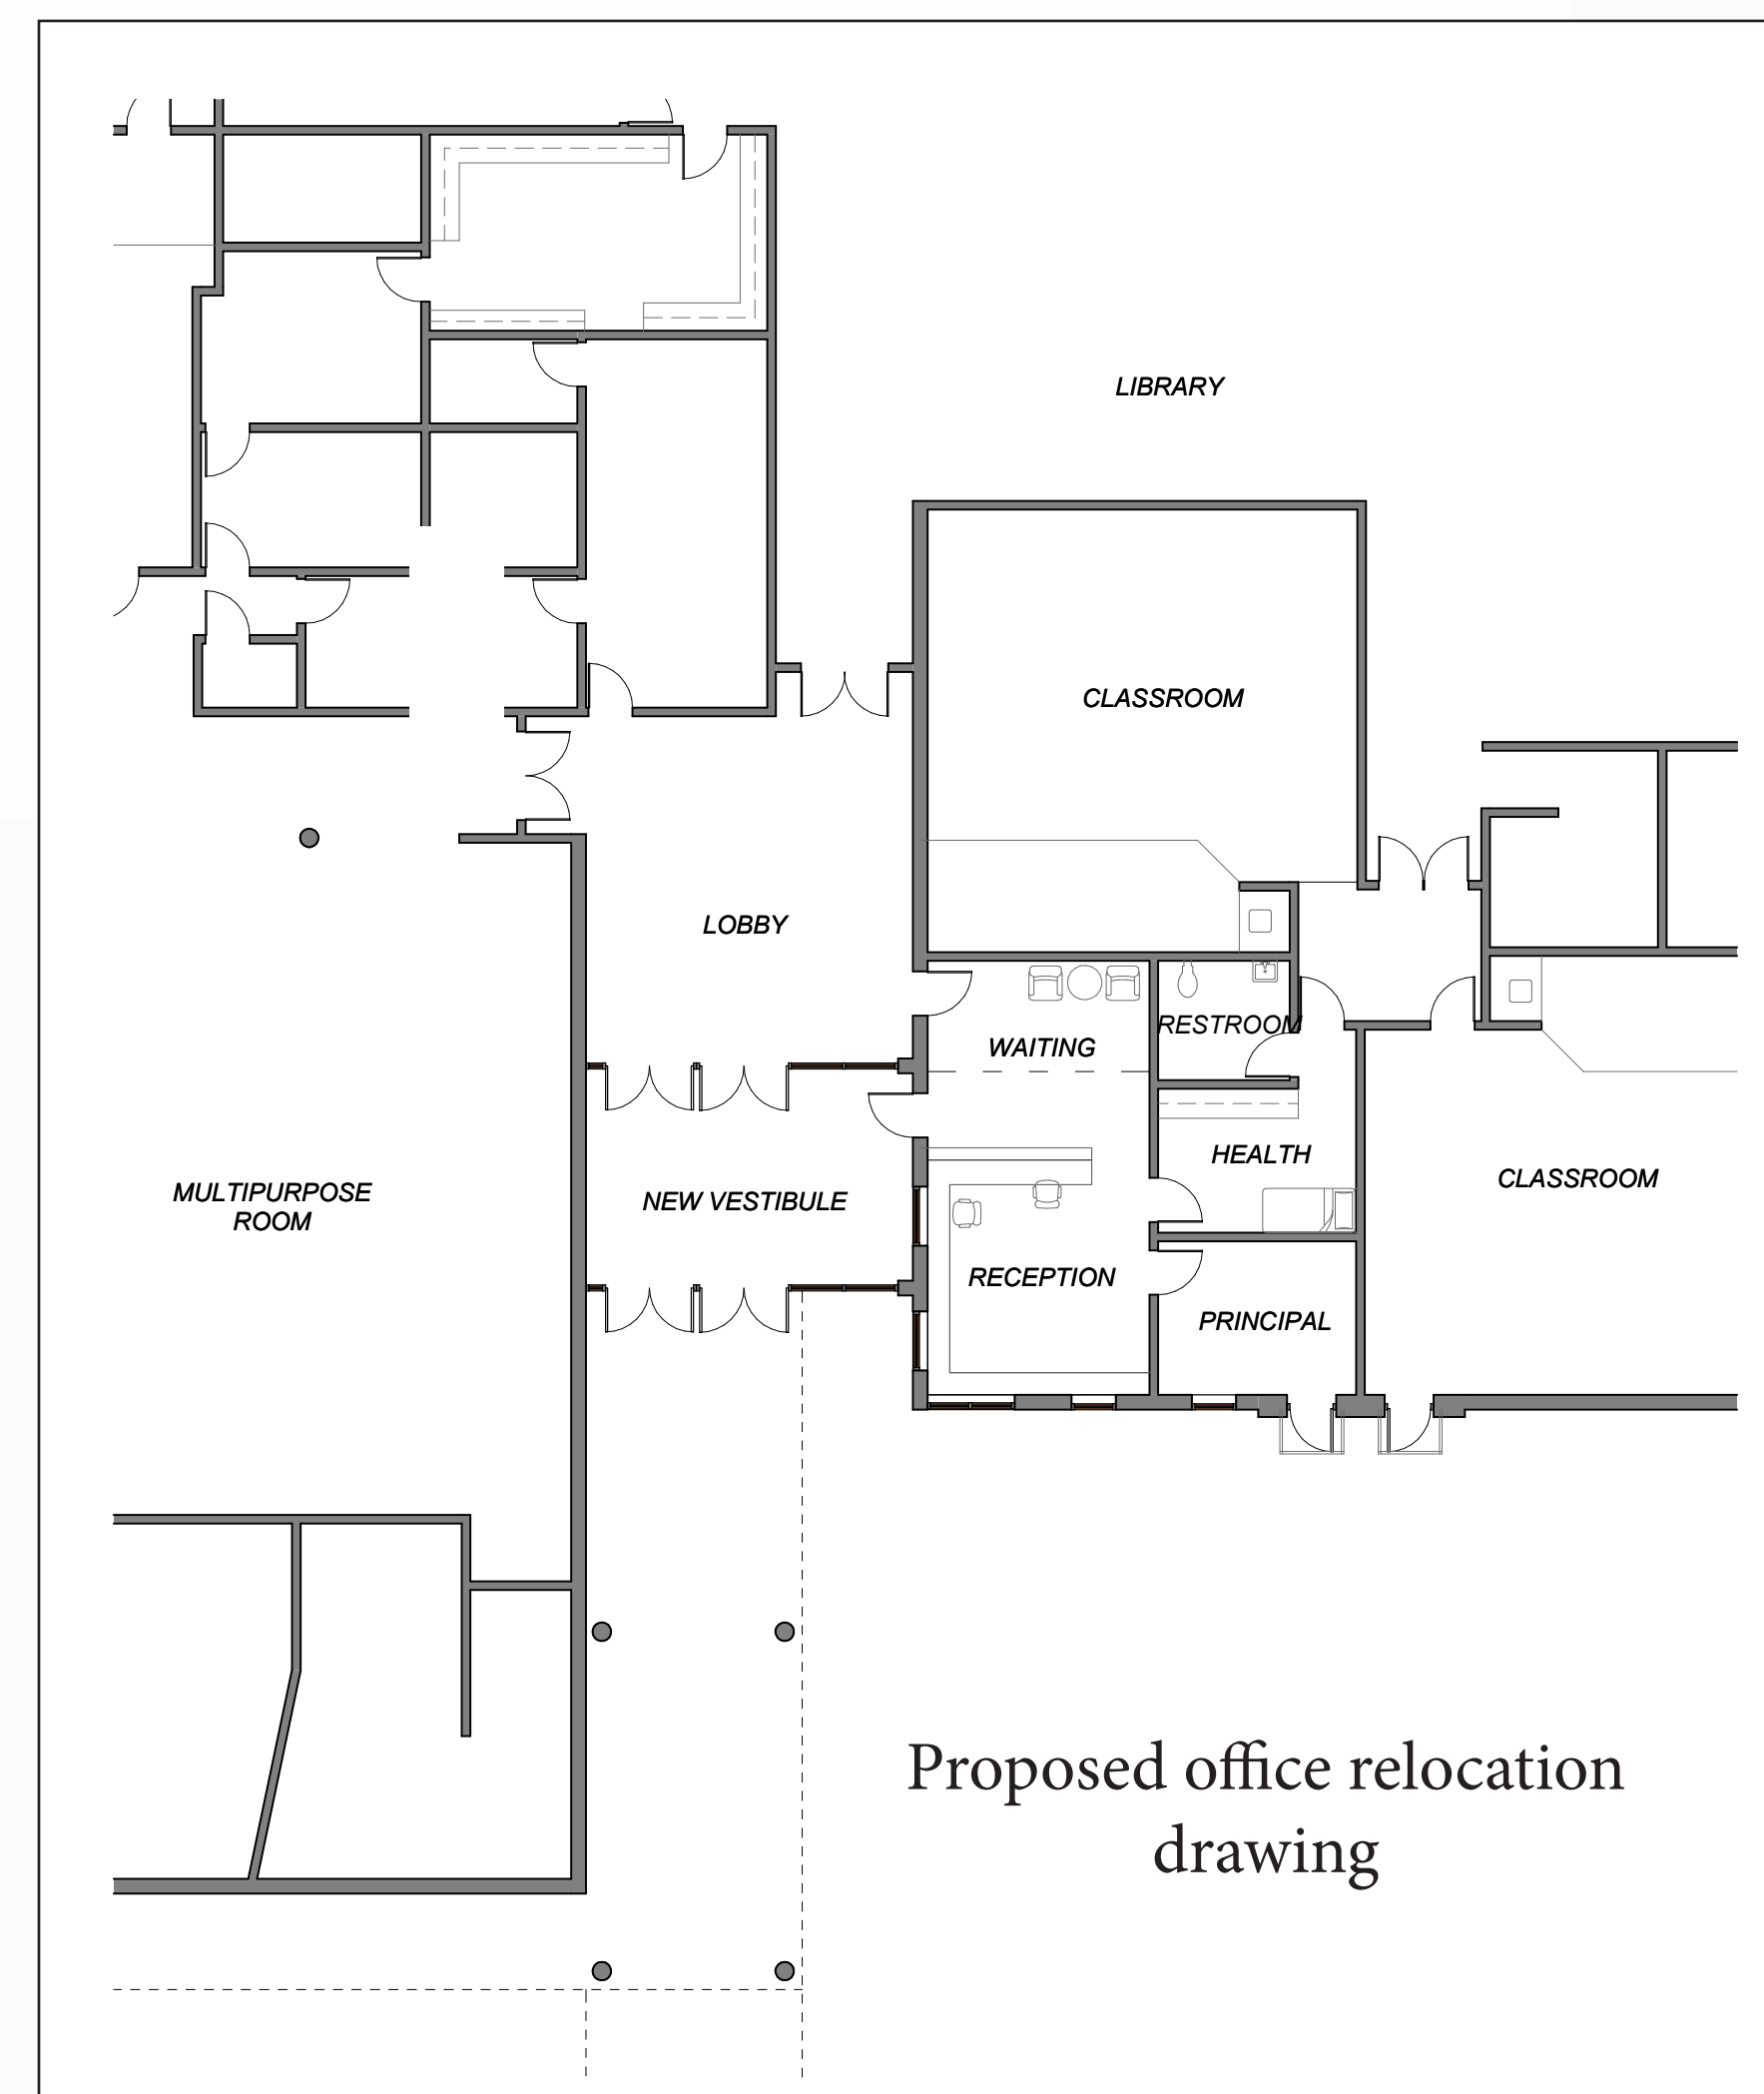 LIBRARY
CLASSROOM
LOBBY
WAITING
RESTROOM
HEALTH
CLASSROOM
MULTIPURPOSE
ROOM
NEW VESTIBULE
RECEPTION
PRINCIPAL
Proposed office relocation
drawing